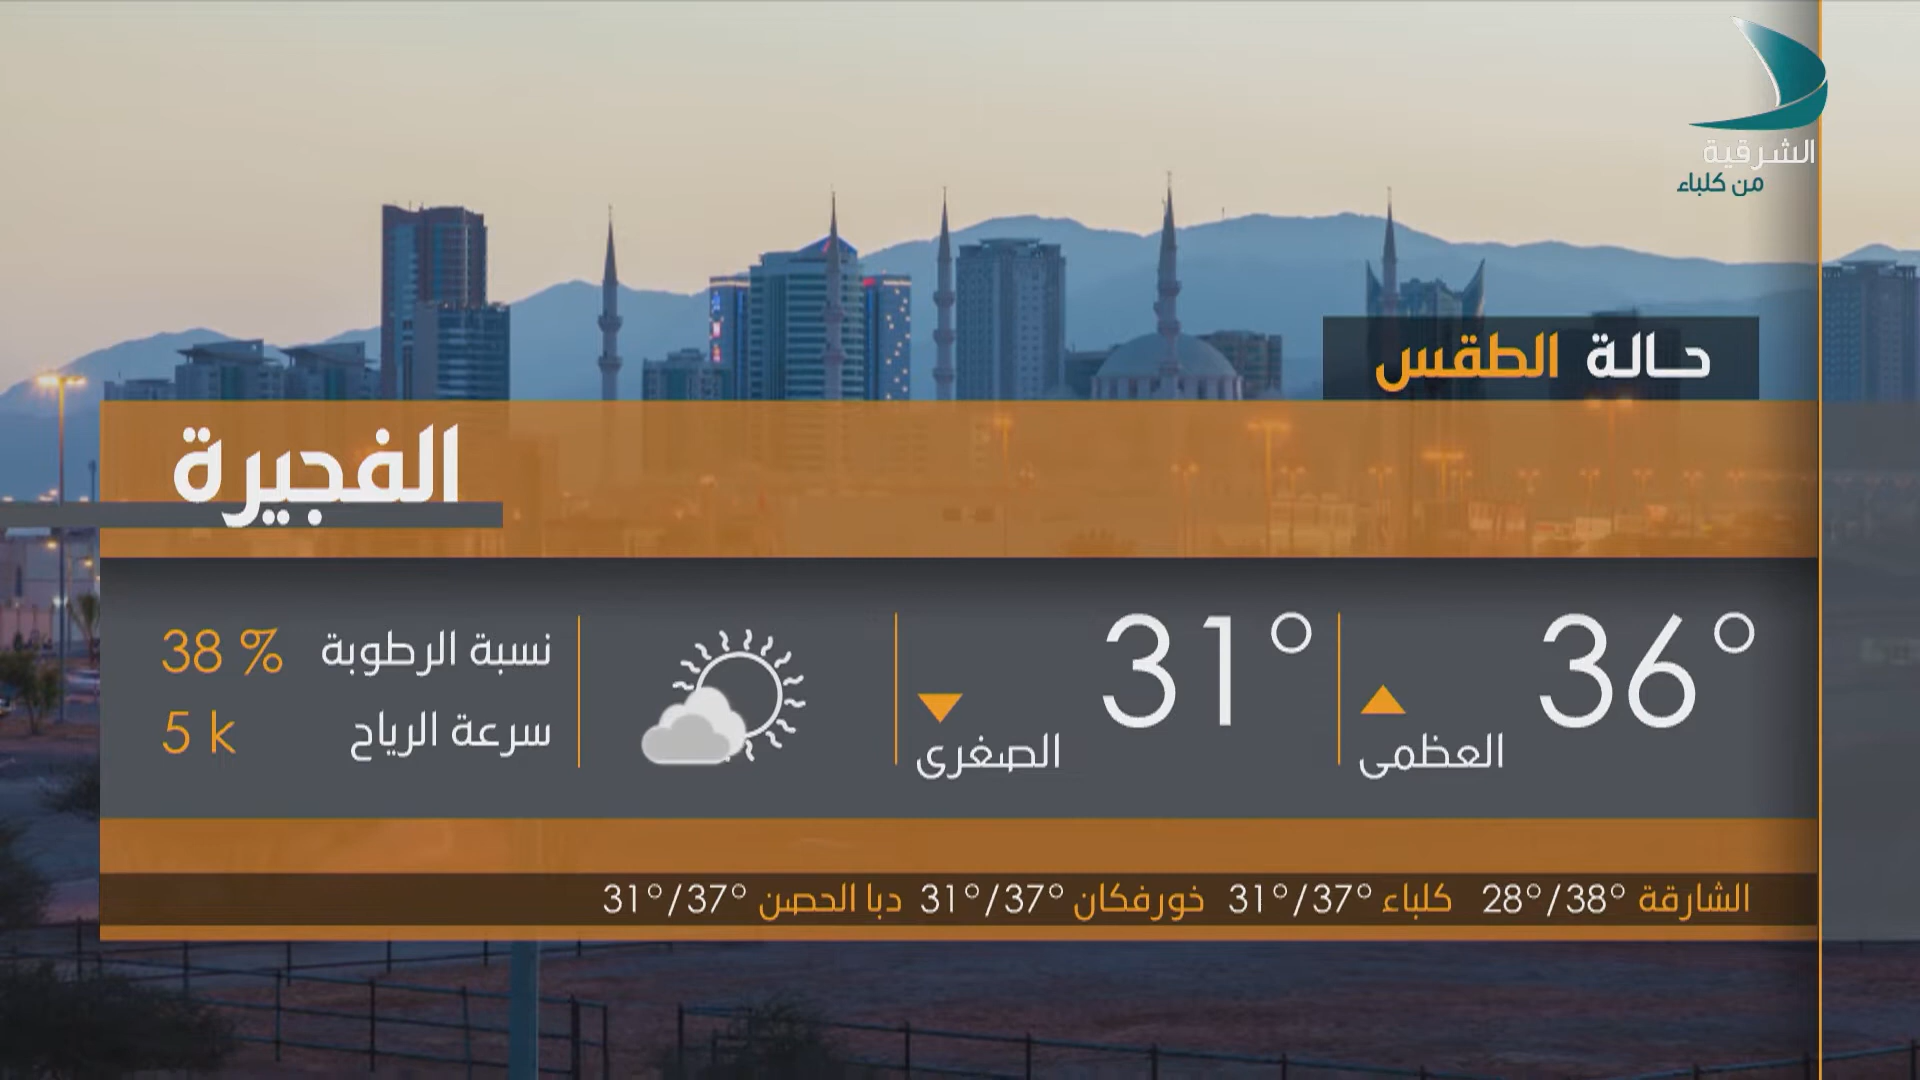 الشرقية
من كلباء
حالة الطقس
الفجيرة
36°
العظمى
31°
الصغرى
نسبة الرطوبة 38 %
سرعة الرياح 5 k
الشارقة 28°/38° كلباء 31°/37° خورفكان 31°/37° دبا الحصن 31°/37°